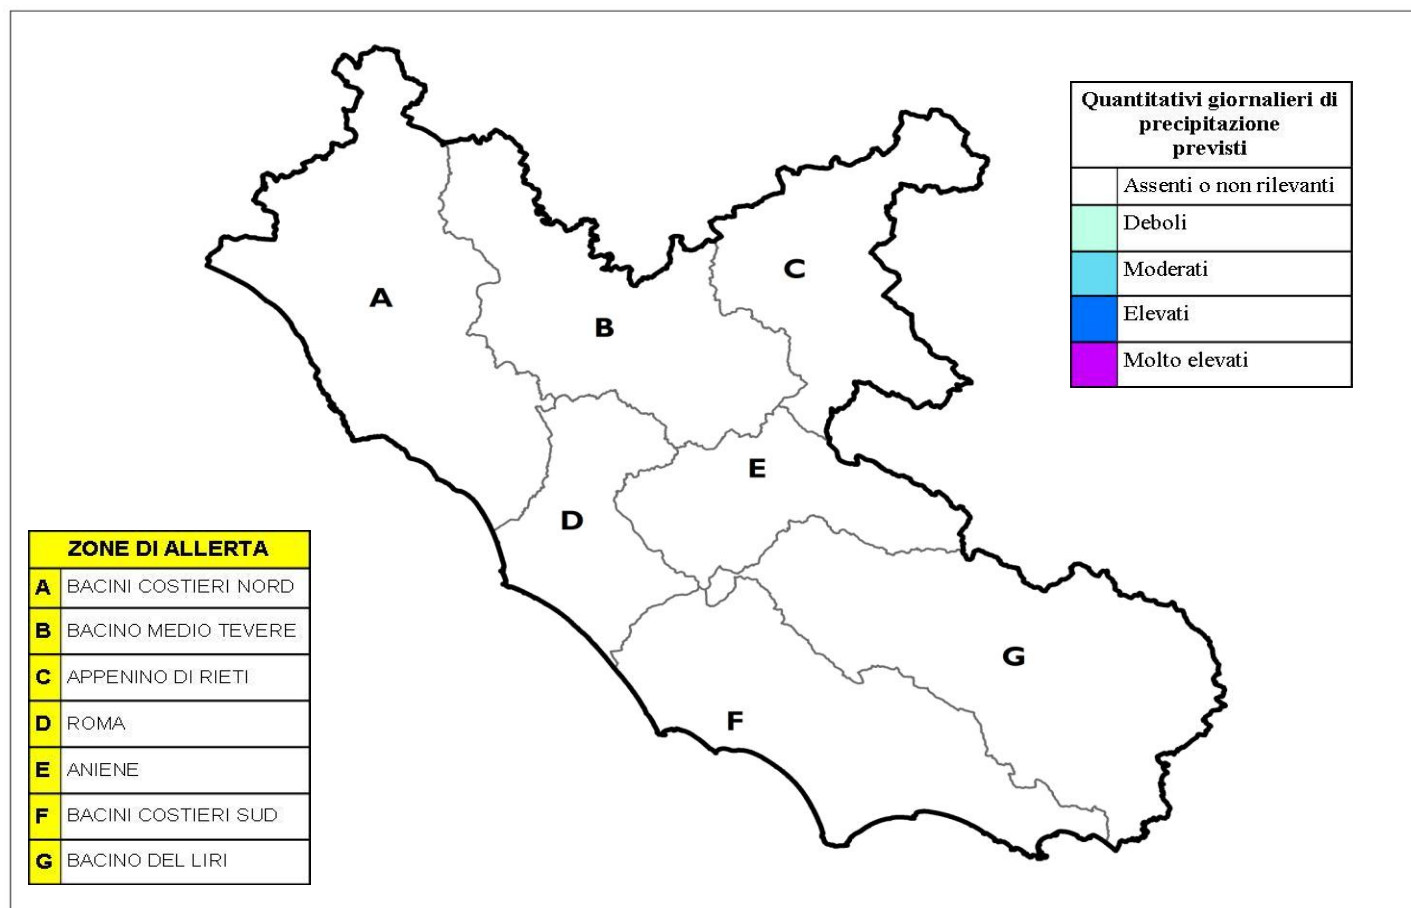 Quantitativi giornalieri di
precipitazione
previsti
Assenti o non rilevanti
Deboli
Moderati
Elevati
Molto elevati
A
B
C
E
D
G
F
ZONE DI ALLERTA
A BACINI COSTIERI NORD
B BACINO MEDIO TEVERE
C APPENINO DI RIETI
D ROMA
E ANIENE
F BACINI COSTIERI SUD
G BACINO DEL LIRI